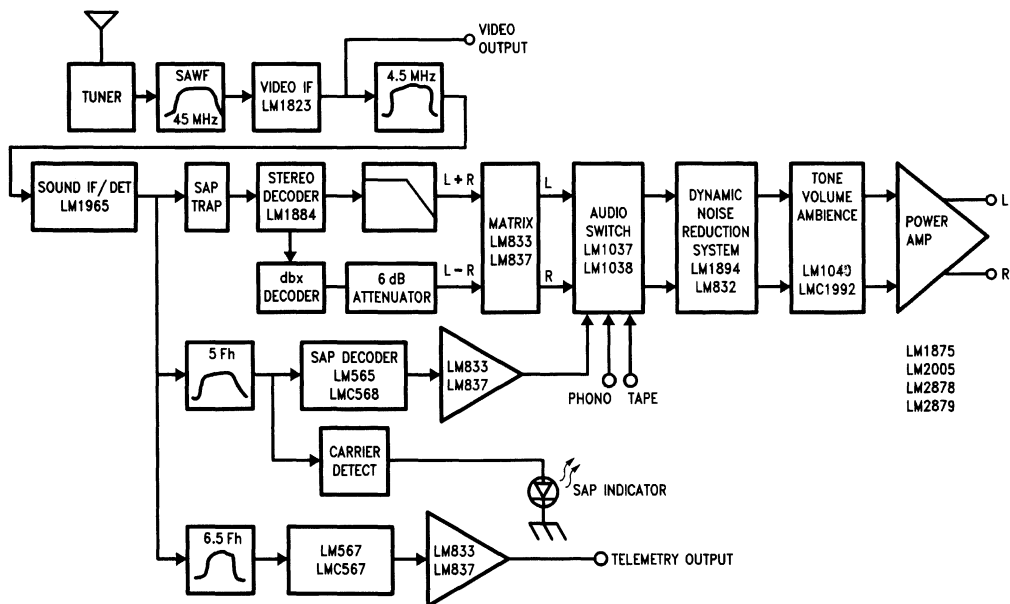 VIDEO
OUTPUT
TUNER
SAWF
45 MHz
VIDEO IF
LM1823
4.5 MHz
SOUND IF/DET
LM1965
SAP
TRAP
STEREO
DECODER
LM1884
L+R
MATRIX
LM833
LM837
L
R
AUDIO
SWITCH
LM1037
LM1038
DYNAMIC
NOISE
REDUCTION
SYSTEM
LM1894
LM832
TONE
VOLUME
AMBIENCE
LM1040
LMC1992
POWER
AMP
L
R
dbx
DECODER
6 dB
ATTENUATOR
L-R
5 Fh
SAP DECODER
LM565
LMC568
LM833
LM837
PHONO
TAPE
LM1875
LM2005
LM2878
LM2879
CARRIER
DETECT
SAP INDICATOR
6.5 Fh
LM567
LMC567
LM833
LM837
TELEMETRY OUTPUT